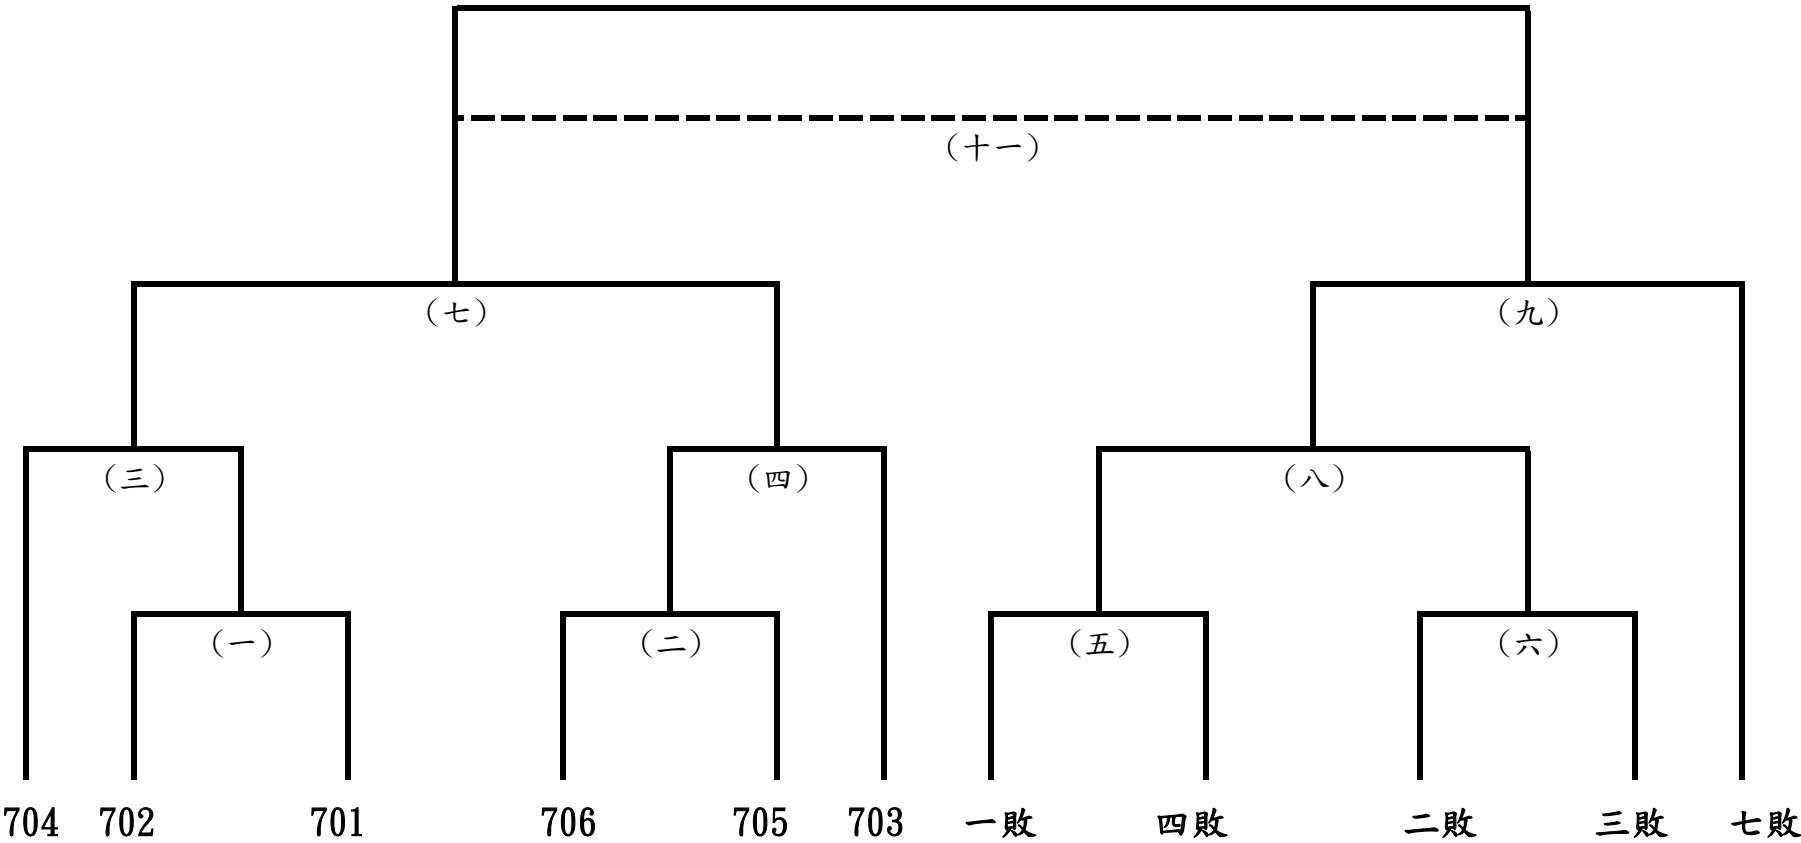 （十一）
（七） （九）
（三） （四） （八）
（一） （二） （五） （六）
704 702 701 706 705 703 一敗 四敗 二敗 三敗 七敗